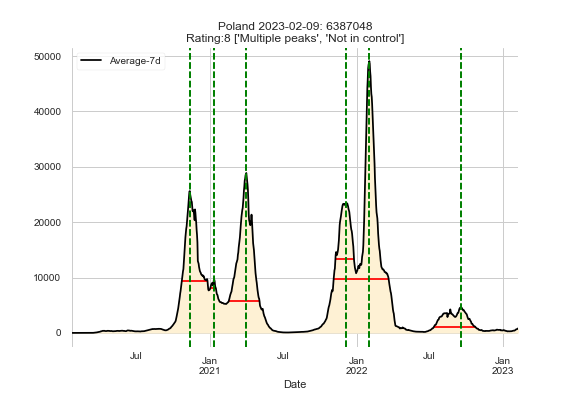 Poland 2023-02-09: 6387048
Rating:8 ['Multiple peaks', 'Not in control']
Average-7d
50000
40000
30000
20000
10000
0
Jul
Jan
2021
Jul
Jan
2022
Jul
Jan
2023
Date